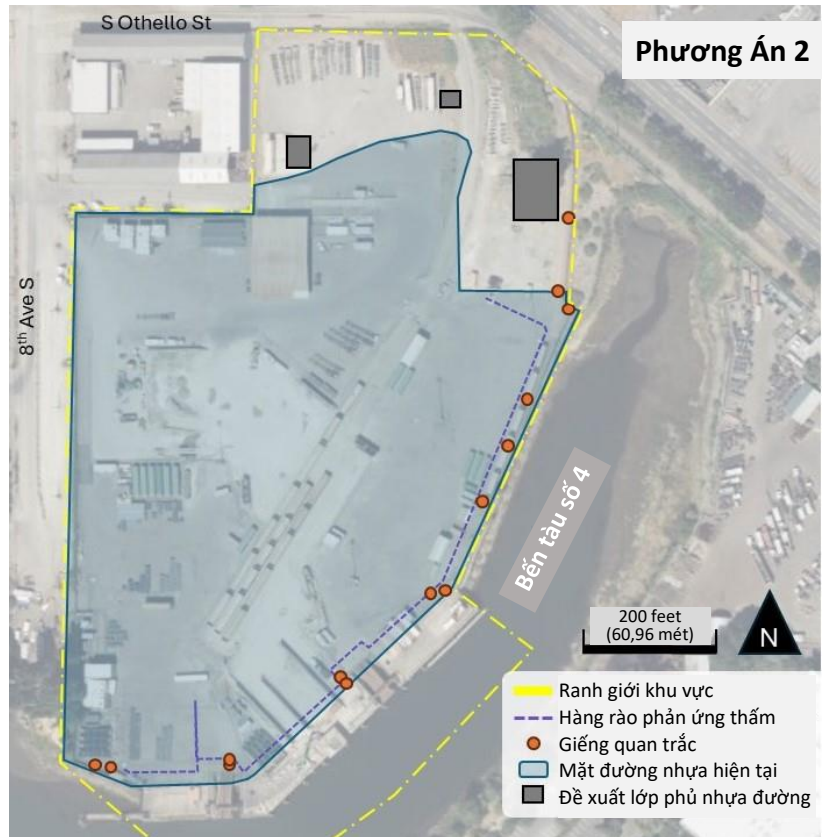 S Othello St
Phương Án 2
8th Ave S
Bến tàu số 4
200 feet
(60,96 mét)
N
Ranh giới khu vực
Hàng rào phản ứng thấm
Giếng quan trắc
Mặt đường nhựa hiện tại
Đề xuất lớp phủ nhựa đường